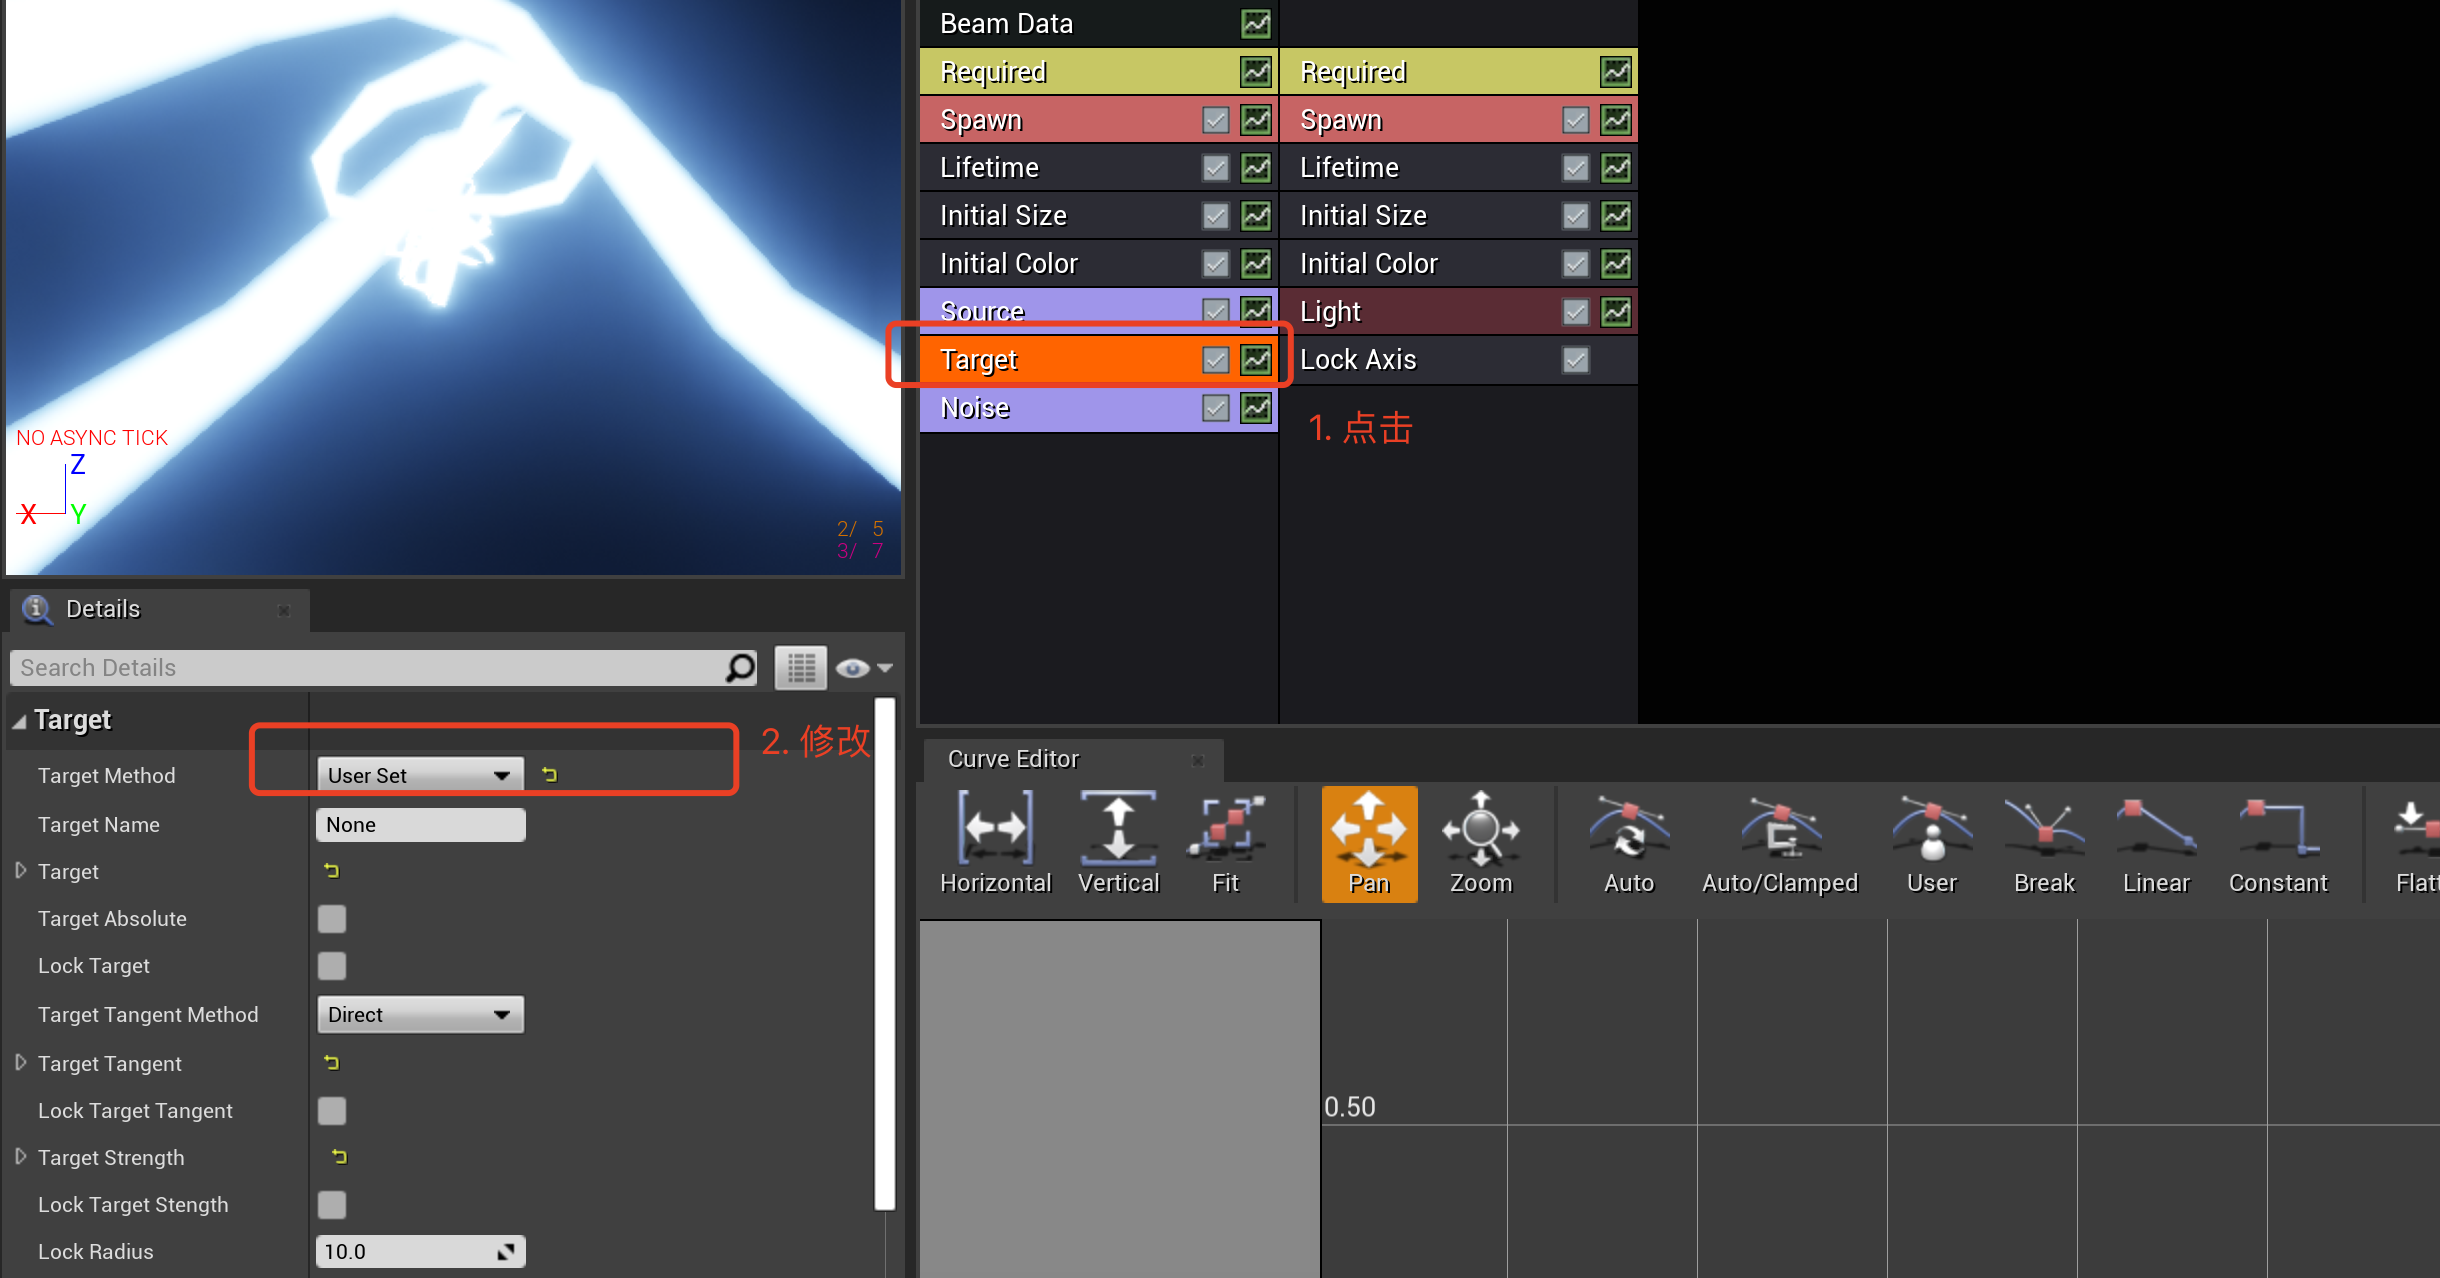 Beam Data
Required
Required
Spawn
Spawn
Lifetime
Lifetime
Initial Size
Initial Size
Initial Color
Initial Color
Source
Light
Target
Lock Axis
Noise
1. 点击
NO ASYNC TICK
Z
X
Y
2/ 5
3/ 7
Details
Search Details
Target
2. 修改
Target Method
User Set
Target Name
None
Target
Target Absolute
Lock Target
Target Tangent Method
Direct
Target Tangent
Lock Target Tangent
Target Strength
Lock Target Stength
Lock Radius
10.0
Curve Editor
Horizontal
Vertical
Fit
Pan
Zoom
Auto
Auto/Clamped
User
Break
Linear
Constant
Flatt
0.50